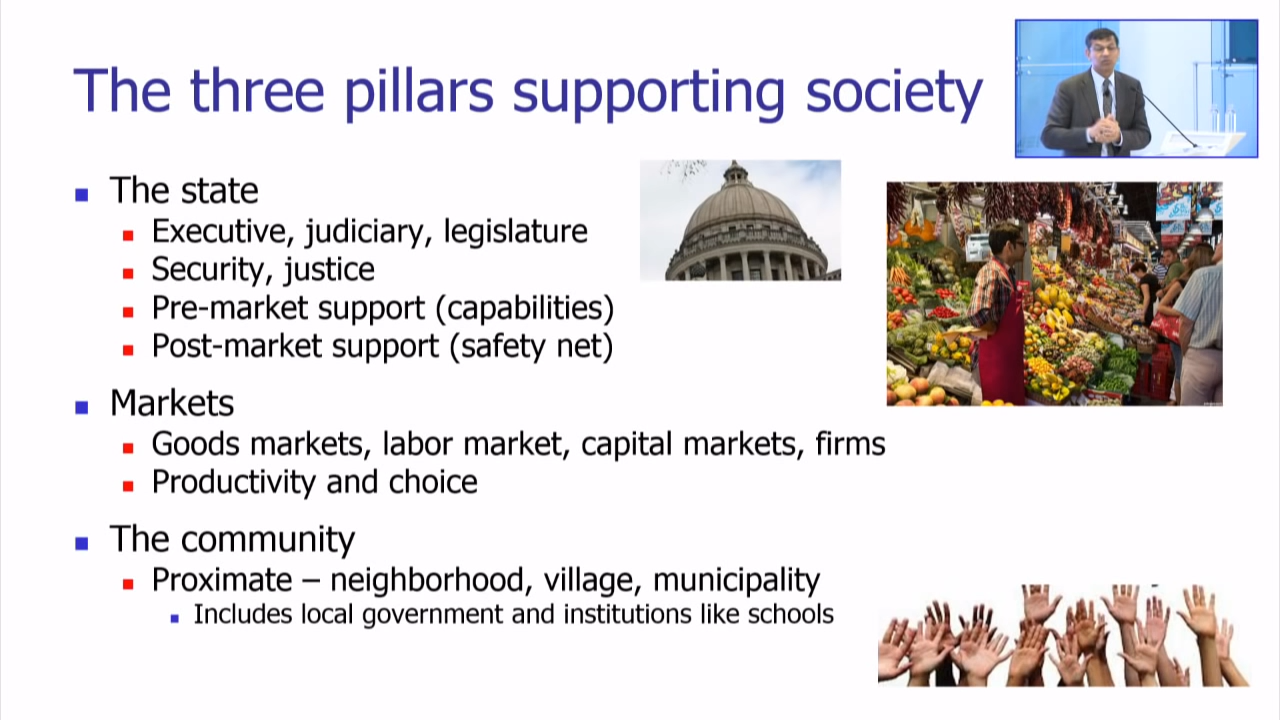 The three pillars supporting society
The state
Executive, judiciary, legislature
Security, justice
Pre-market support (capabilities)
Post-market support (safety net)
Markets
Goods markets, labor market, capital markets, firms
Productivity and choice
The community
Proximate – neighborhood, village, municipality
Includes local government and institutions like schools